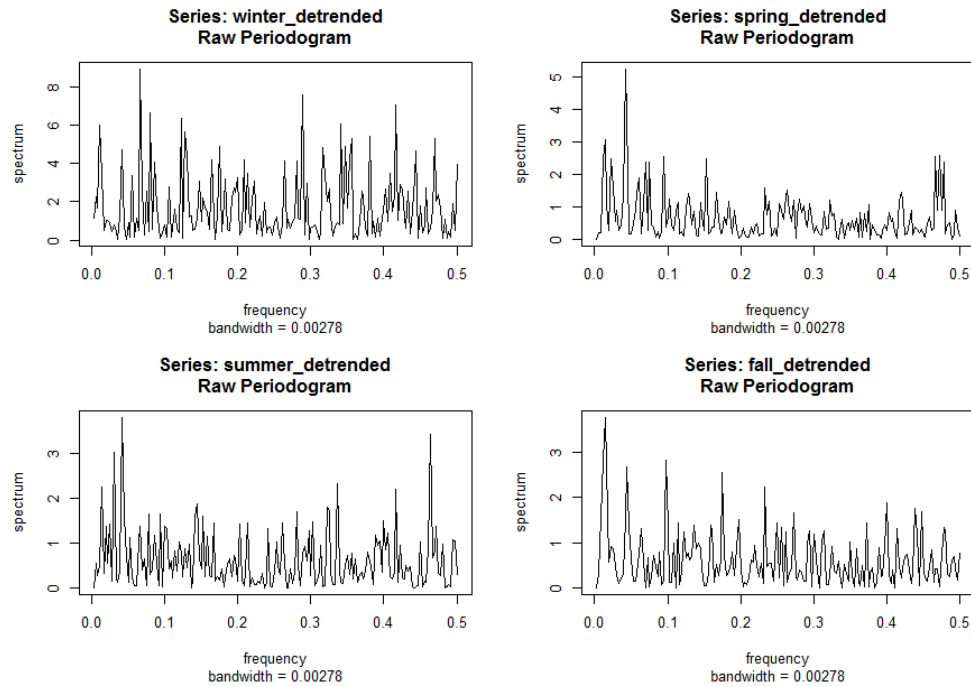 Series: winter_detrended
Raw Periodogram
spectrum
8
6
4
2
0
0.0 0.1 0.2 0.3 0.4 0.5
frequency
bandwidth = 0.00278
Series: spring_detrended
Raw Periodogram
spectrum
5
4
3
2
1
0
0.0 0.1 0.2 0.3 0.4 0.5
frequency
bandwidth = 0.00278
Series: summer_detrended
Raw Periodogram
spectrum
3
2
1
0
0.0 0.1 0.2 0.3 0.4 0.5
frequency
bandwidth = 0.00278
Series: fall_detrended
Raw Periodogram
spectrum
3
2
1
0
0.0 0.1 0.2 0.3 0.4 0.5
frequency
bandwidth = 0.00278